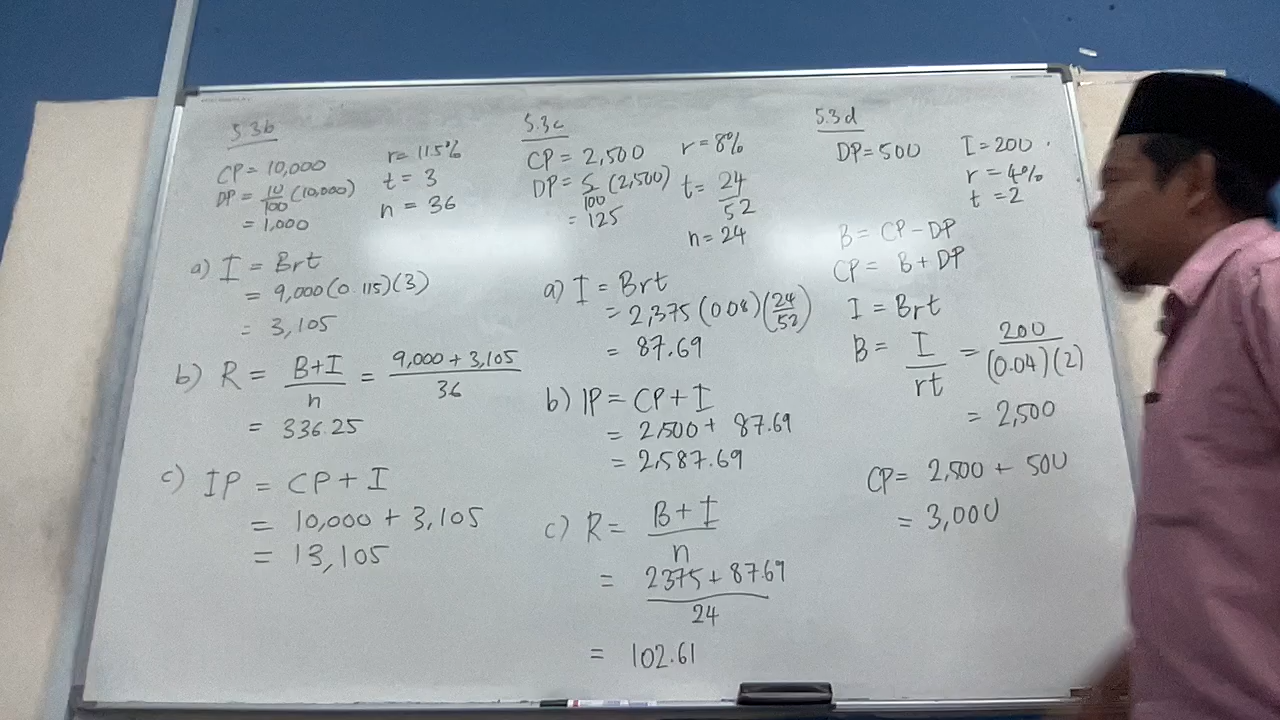 5.3b
CP = 10,000
DP = 10/100 (10,000)
= 1,000
r = 11.5%
t = 3
n = 36
a) I = Brt
= 9,000(0.115)(3)
= 3,105
b) R = B+I/n = 9,000 + 3,105/36
= 336.25
c) IP = CP + I
= 10,000 + 3,105
= 13,105
5.3c
CP = 2,500
DP = 5/100 (2,500)
= 125
r = 8%
t = 24/52
n = 24
a) I = Brt
= 2,375 (0.08)(24/52)
= 87.69
b) IP = CP + I
= 2,500 + 87.69
= 2,587.69
c) R = B + I/n
= 2375 + 87.69/24
= 102.61
5.3d
DP = 500
I = 200
r = 4%
t = 2
B = CP - DP
CP = B + DP
I = Brt
B = I/rt = 200/(0.04)(2)
= 2,500
CP = 2,500 + 500
= 3,000